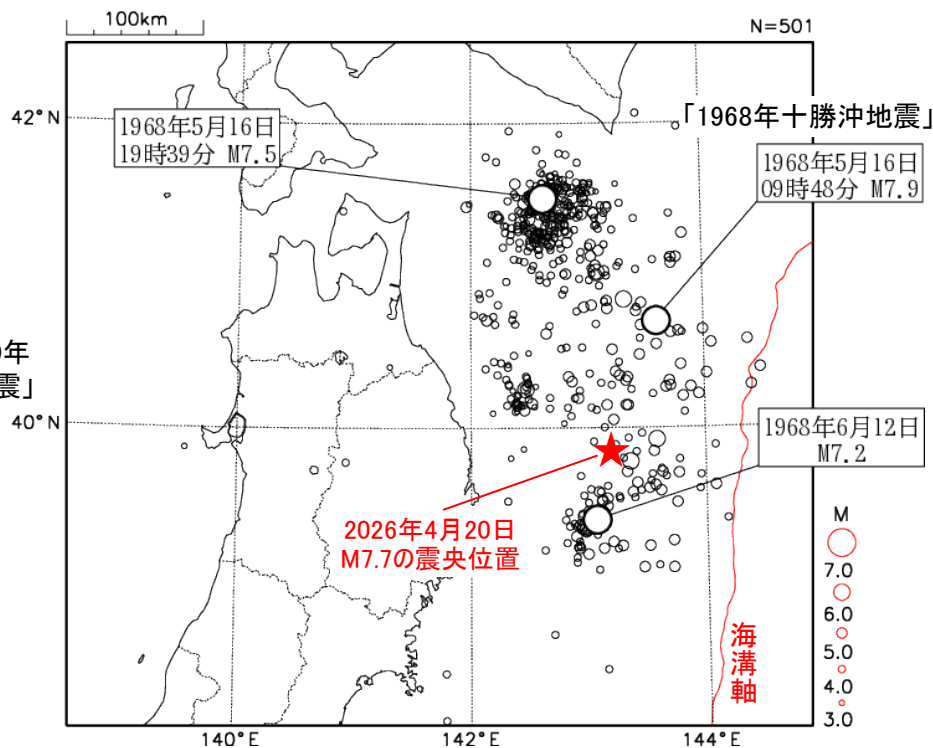 100km
N=501
42°N
「1968年十勝沖地震」
1968年5月16日
19時39分 M7.5
1968年5月16日
09時48分 M7.9
年
震」
40°N
1968年6月12日
M7.2
2026年4月20日
M7.7の震央位置
M
7.0
6.0
5.0
4.0
3.0
海溝軸
140°E
142°E
144°E